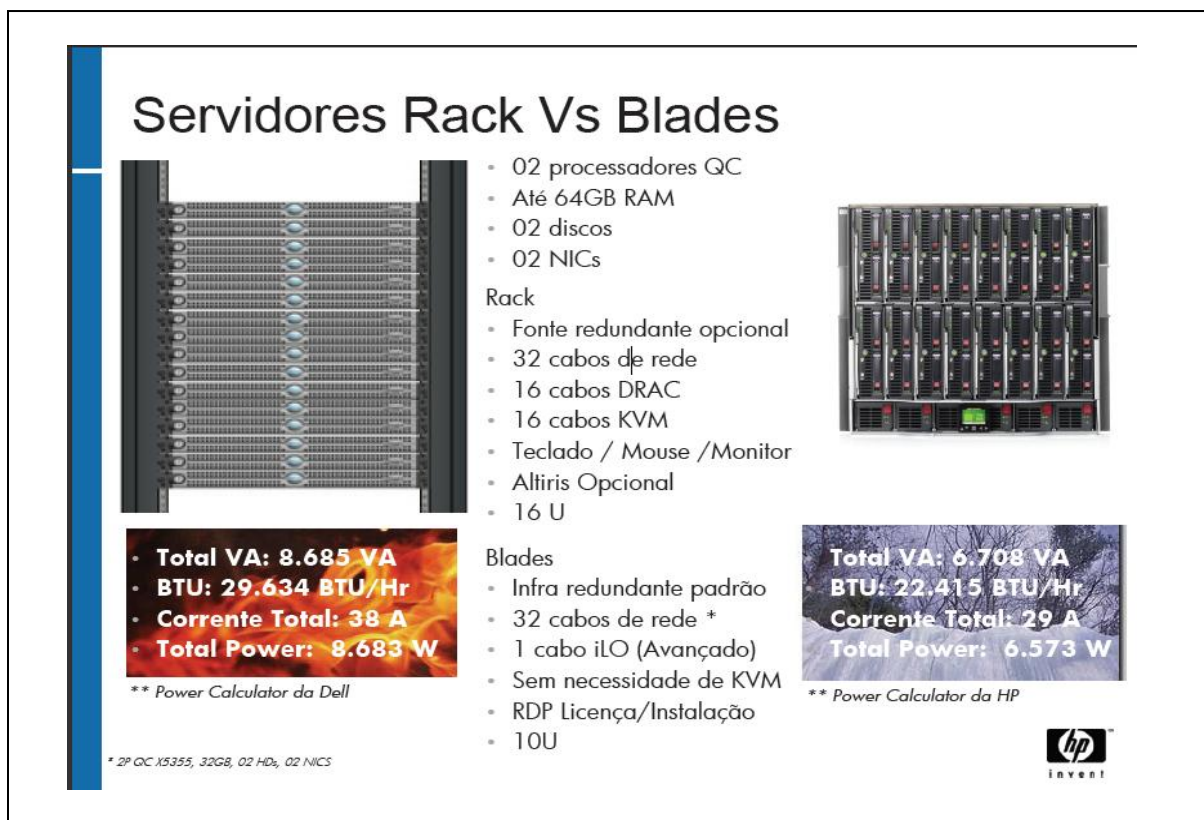 Servidores Rack Vs Blades
• 02 processadores QC
• Até 64GB RAM
• 02 discos
• 02 NICs
Rack
• Fonte redundante opcional
• 32 cabos de rede
• 16 cabos DRAC
• 16 cabos KVM
• Teclado / Mouse /Monitor
• Altiris Opcional
• 16 U
Blades
• Infra redundante padrão
• 32 cabos de rede *
• 1 cabo iLO (Avançado)
• Sem necessidade de KVM
• RDP Licença/Instalação
• 10U
• Total VA: 8.685 VA
• BTU: 29.634 BTU/Hr
• Corrente Total: 38 A
• Total Power: 8.683 W
** Power Calculator da Dell
• Total VA: 6.708 VA
• BTU: 22.415 BTU/Hr
• Corrente Total: 29 A
• Total Power: 6.573 W
** Power Calculator da HP
* 2P QC X5355, 32GB, 02 HDs, 02 NICS
hp
invent